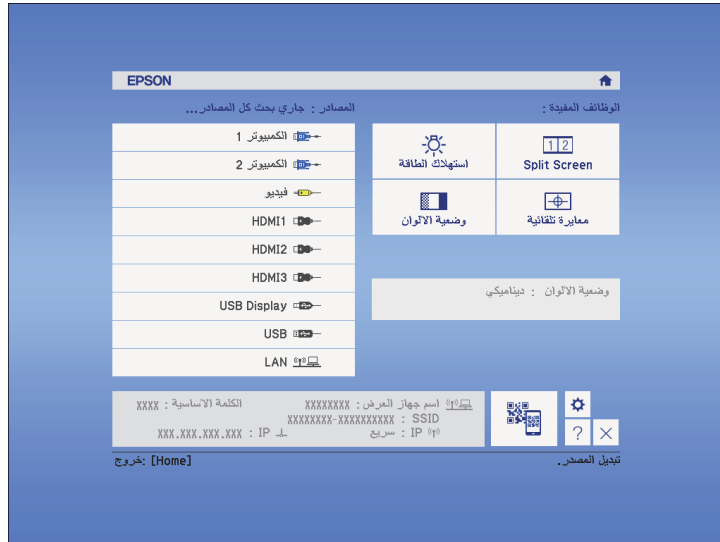 EPSON
الوظائف المفيدة :
1 2
Split Screen
استهلاك الطاقة
معايرة تلقائية
وضعية الالوان
وضعية الالوان : ديناميكي
المصادر : جاري بحث كل المصادر...
الكمبيوتر 1
الكمبيوتر 2
فيديو
HDMI1
HDMI2
HDMI3
USB Display
USB
LAN
اسم جهاز العرض : XXXXXXXX الكلمة الاساسية : XXXX
SSID : XXXXXXXX-XXXXXXXXXX
IP : سريع IP : XXX.XXX.XXX.XXX
?
تبديل المصدر. [Home] :خروج